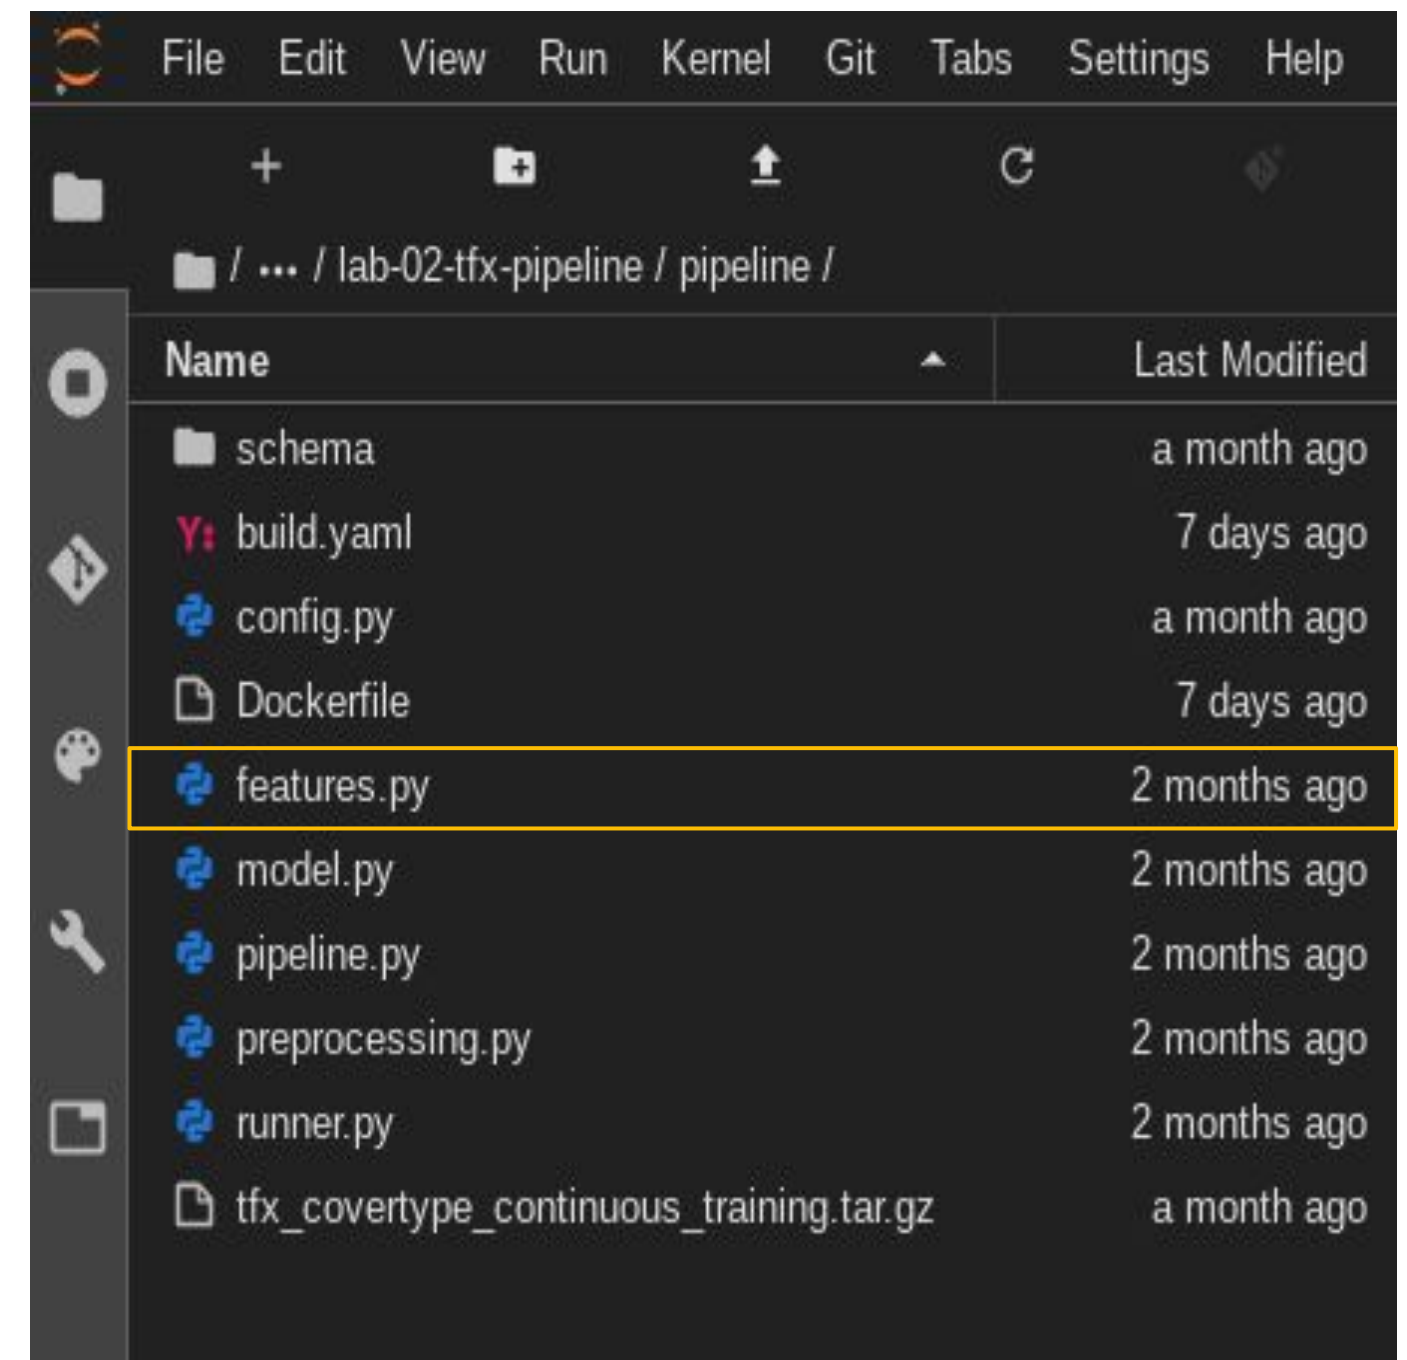 File Edit View Run Kernel Git Tabs Settings Help
/ ... / lab-02-tfx-pipeline / pipeline /
Name Last Modified
schema a month ago
Y: build.yaml 7 days ago
config.py a month ago
Dockerfile 7 days ago
features.py 2 months ago
model.py 2 months ago
pipeline.py 2 months ago
preprocessing.py 2 months ago
runner.py 2 months ago
tfx_covertype_continuous_training.tar.gz a month ago